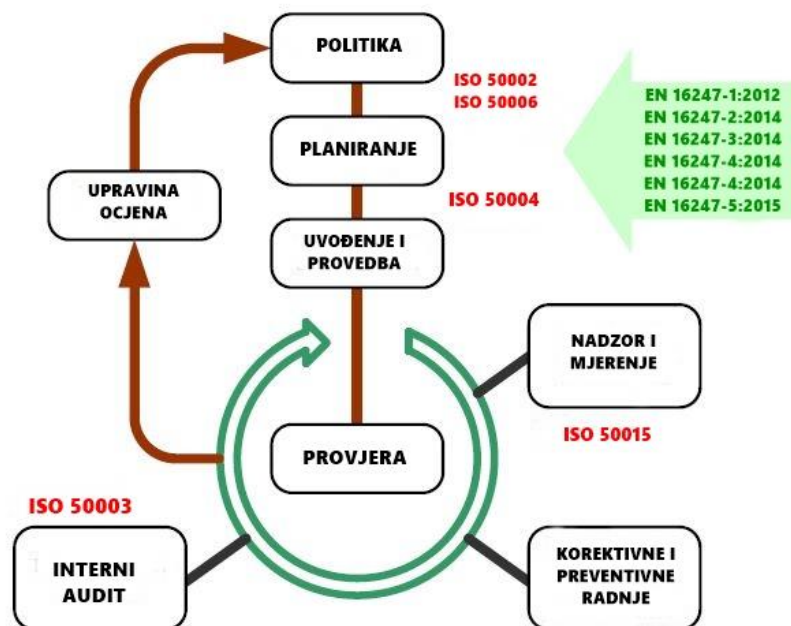 POLITIKA
ISO 50002
ISO 50006
EN 16247-1:2012
EN 16247-2:2014
EN 16247-3:2014
EN 16247-4:2014
EN 16247-4:2014
EN 16247-5:2015
PLANIRANJE
UPRAVINA
OCJENA
ISO 50004
UVOĐENJE I
PROVEDBA
NADZOR I
MJERENJE
ISO 50015
PROVJERA
ISO 50003
INTERNI
AUDIT
KOREKTIVNE I
PREVENTIVNE
RADNJE